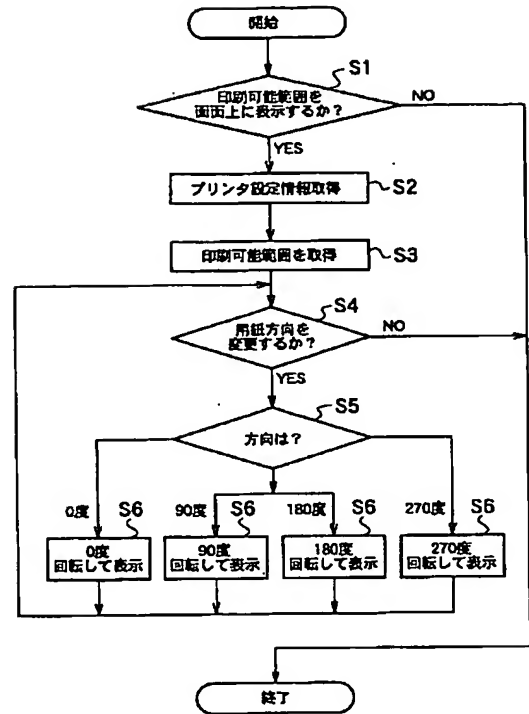 開始
S1
印刷可能範囲を
画面上に表示するか?
NO
YES
プリンタ設定情報取得
S2
印刷可能範囲を取得
S3
S4
用紙方向を
変更するか?
NO
YES
S5
方向は?
0度
S6
90度
S6
180度
S6
270度
S6
0度
回転して表示
90度
回転して表示
180度
回転して表示
270度
回転して表示
終了